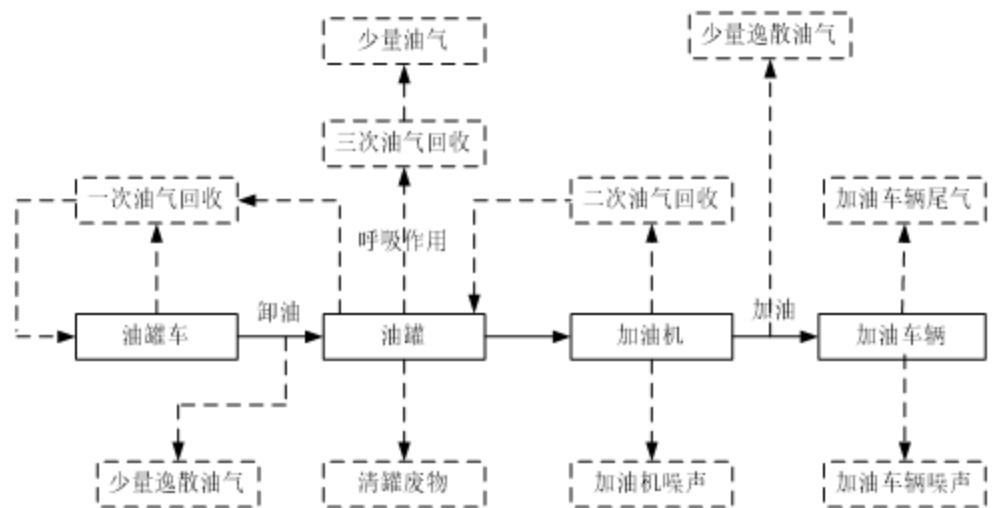 少量油气
少量逸散油气
三次油气回收
一次油气回收
二次油气回收
加油车辆尾气
呼吸作用
卸油
加油
油罐车
油罐
加油机
加油车辆
少量逸散油气
清罐废物
加油机噪声
加油车辆噪声